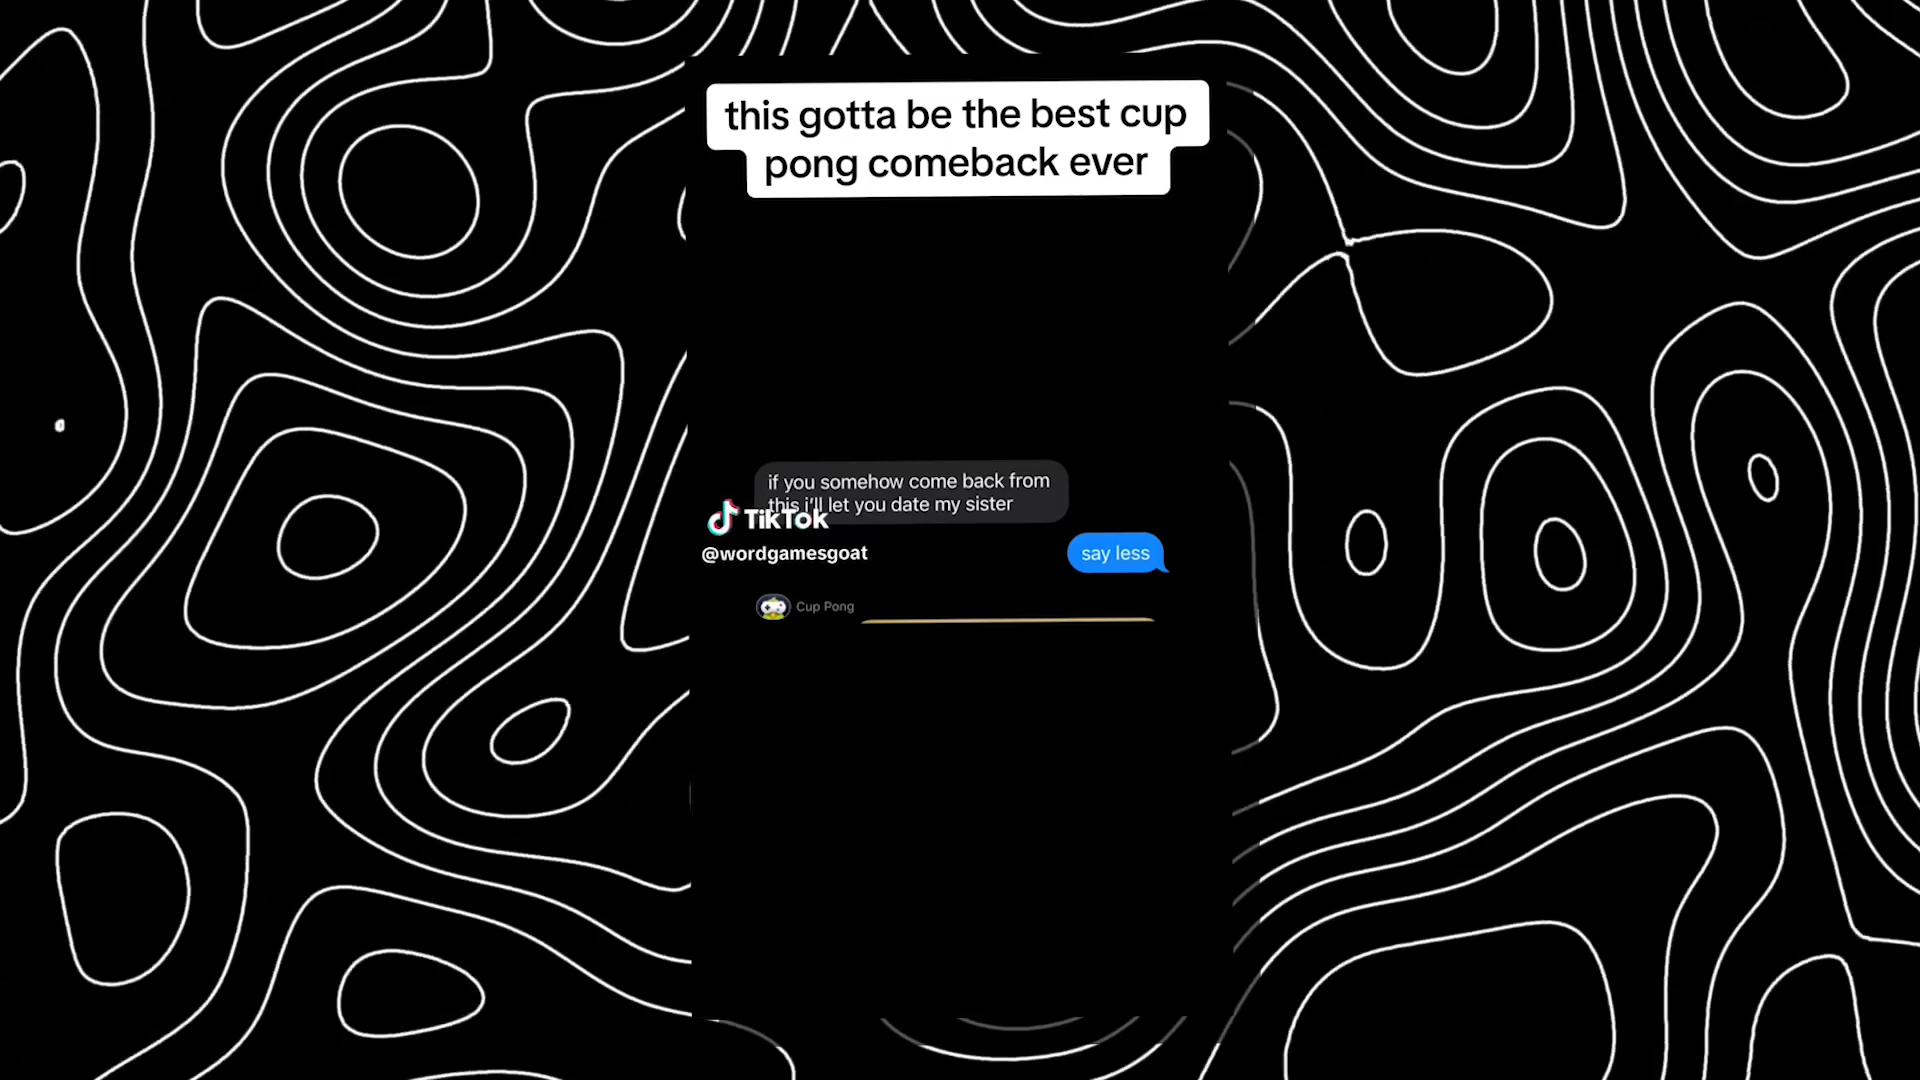 this gotta be the best cup
pong comeback ever
if you somehow come back from
this i'll let you date my sister
TikTok
@wordgamesgoat
say less
Cup Pong